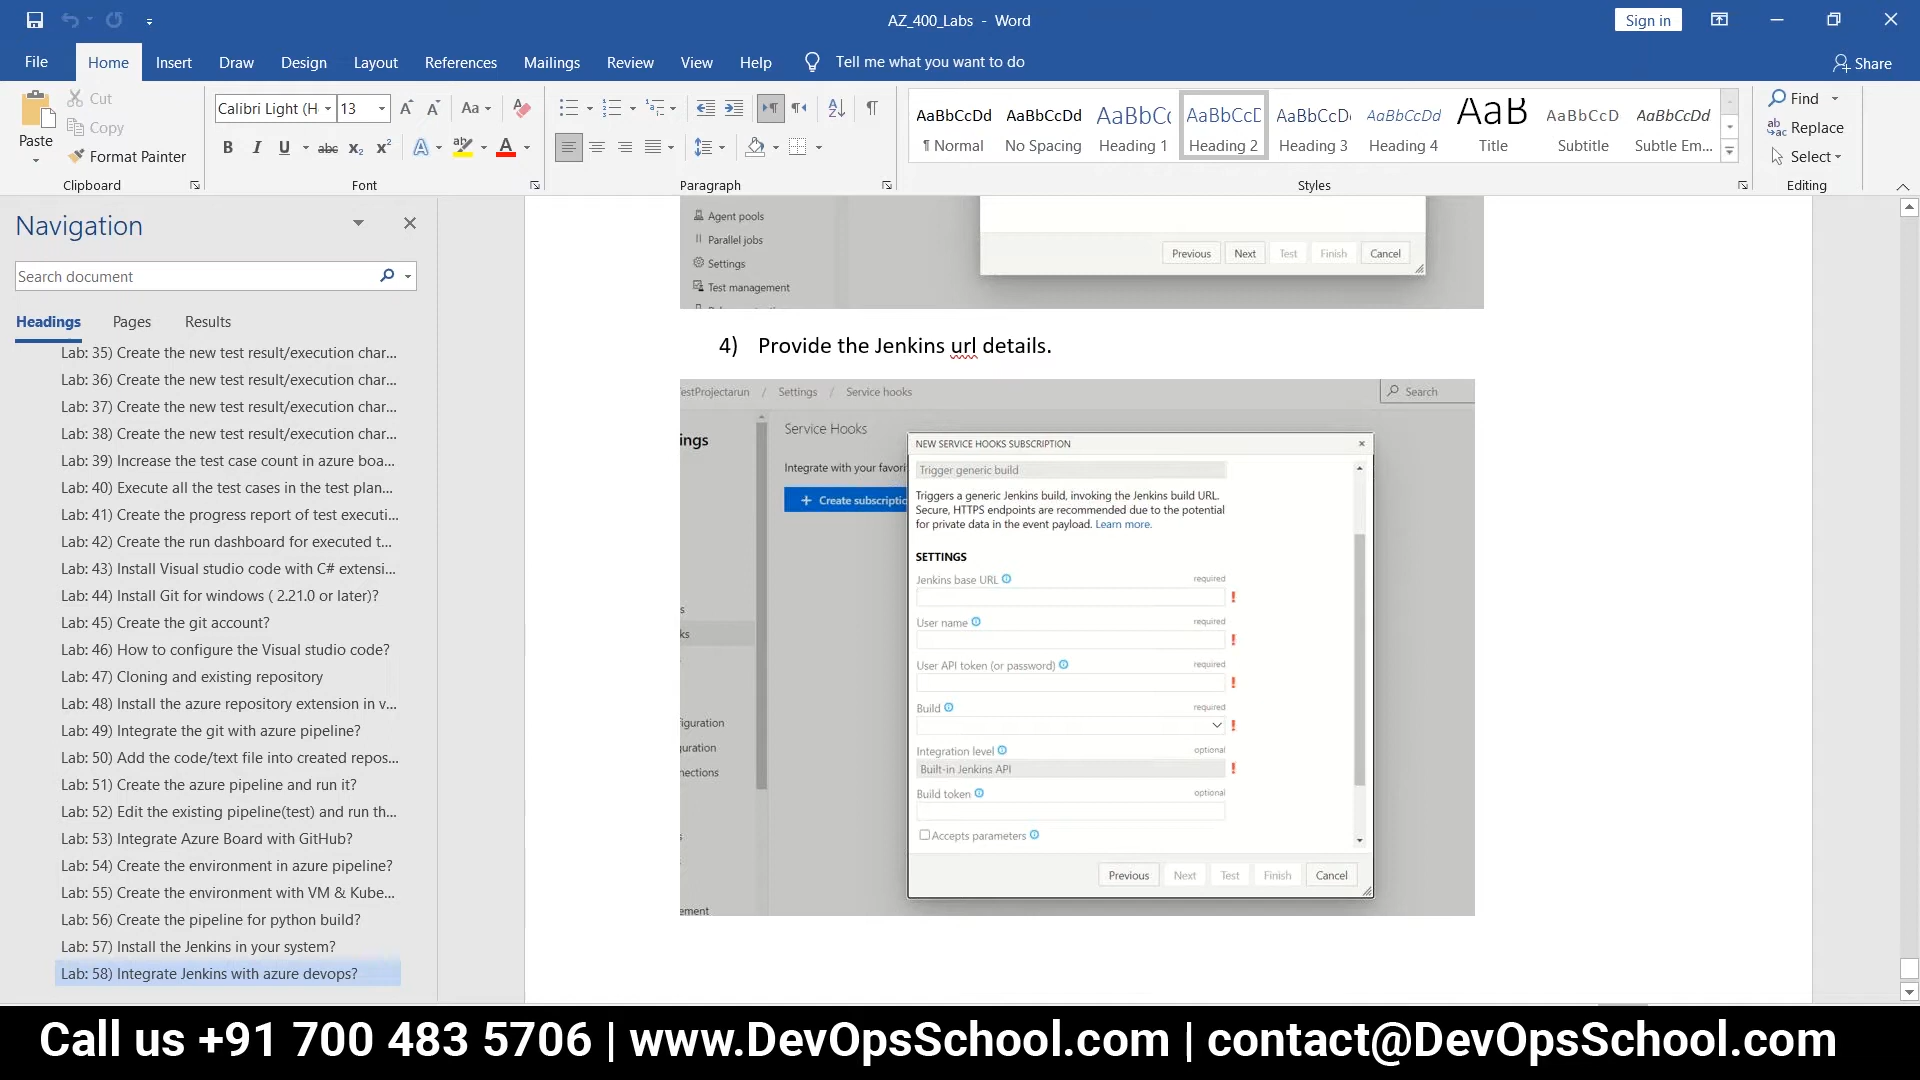 AZ_400_Labs - Word
Sign in
File Home Insert Draw Design Layout References Mailings Review View Help Tell me what you want to do Share
Paste
Cut
Copy
Format Painter
Clipboard
Calibri Light (H 13
Font
Paragraph
AaBbCcDd ¶ Normal
AaBbCcDd No Spacing
AaBbCc Heading 1
AaBbCcD Heading 2
AaBbCcD Heading 3
AaBbCcDd Heading 4
AaB Title
AaBbCcD Subtitle
AaBbCcDd Subtle Em...
Styles
Find
Replace
Select
Editing
Navigation
Search document
Headings Pages Results
Lab: 35) Create the new test result/execution char...
Lab: 36) Create the new test result/execution char...
Lab: 37) Create the new test result/execution char...
Lab: 38) Create the new test result/execution char...
Lab: 39) Increase the test case count in azure boa...
Lab: 40) Execute all the test cases in the test plan...
Lab: 41) Create the progress report of test executi...
Lab: 42) Create the run dashboard for executed t...
Lab: 43) Install Visual studio code with C# extensi...
Lab: 44) Install Git for windows ( 2.21.0 or later)?
Lab: 45) Create the git account?
Lab: 46) How to configure the Visual studio code?
Lab: 47) Cloning and existing repository
Lab: 48) Install the azure repository extension in v...
Lab: 49) Integrate the git with azure pipeline?
Lab: 50) Add the code/text file into created repos...
Lab: 51) Create the azure pipeline and run it?
Lab: 52) Edit the existing pipeline(test) and run th...
Lab: 53) Integrate Azure Board with GitHub?
Lab: 54) Create the environment in azure pipeline?
Lab: 55) Create the environment with VM & Kube...
Lab: 56) Create the pipeline for python build?
Lab: 57) Install the Jenkins in your system?
Lab: 58) Integrate Jenkins with azure devops?
Agent pools
Parallel jobs
Settings
Test management
Previous Next Test Finish Cancel
4) Provide the Jenkins url details.
estProjectarun / Settings / Service hooks
Search
ings
Service Hooks
Integrate with your favori
+ Create subscriptio
ks
iguration
uration
nections
ement
NEW SERVICE HOOKS SUBSCRIPTION
Trigger generic build
Triggers a generic Jenkins build, invoking the Jenkins build URL.
Secure, HTTPS endpoints are recommended due to the potential
for private data in the event payload. Learn more.
SETTINGS
Jenkins base URL required
User name required
User API token (or password) required
Build required
Integration level optional
Built-in Jenkins API
Build token optional
Accepts parameters
Previous Next Test Finish Cancel
Call us +91 700 483 5706 | www.DevOpsSchool.com | contact@DevOpsSchool.com